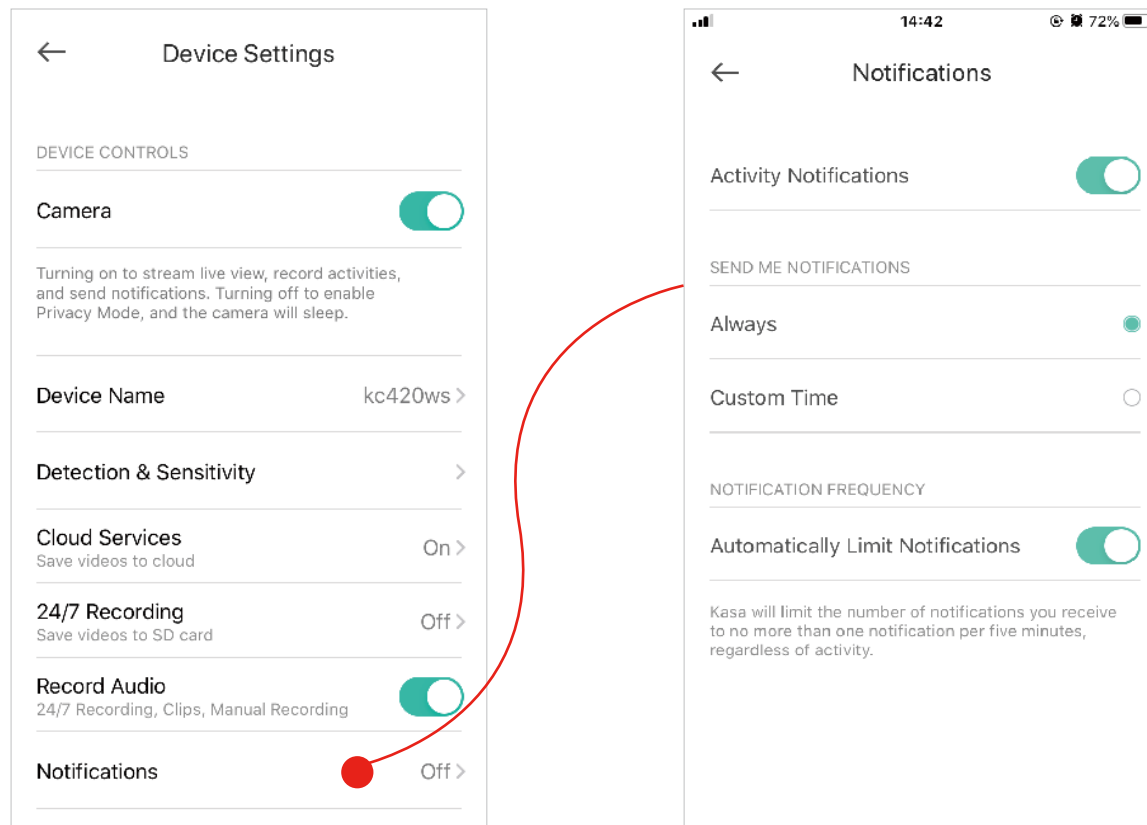 Device Settings
DEVICE CONTROLS
Camera
Turning on to stream live view, record activities,
and send notifications. Turning off to enable
Privacy Mode, and the camera will sleep.
Device Name kc420ws
Detection & Sensitivity
Cloud Services
Save videos to cloud
On
24/7 Recording
Save videos to SD card
Off
Record Audio
24/7 Recording, Clips, Manual Recording
Notifications Off
14:42 72%
Notifications
Activity Notifications
SEND ME NOTIFICATIONS
Always
Custom Time
NOTIFICATION FREQUENCY
Automatically Limit Notifications
Kasa will limit the number of notifications you receive
to no more than one notification per five minutes,
regardless of activity.